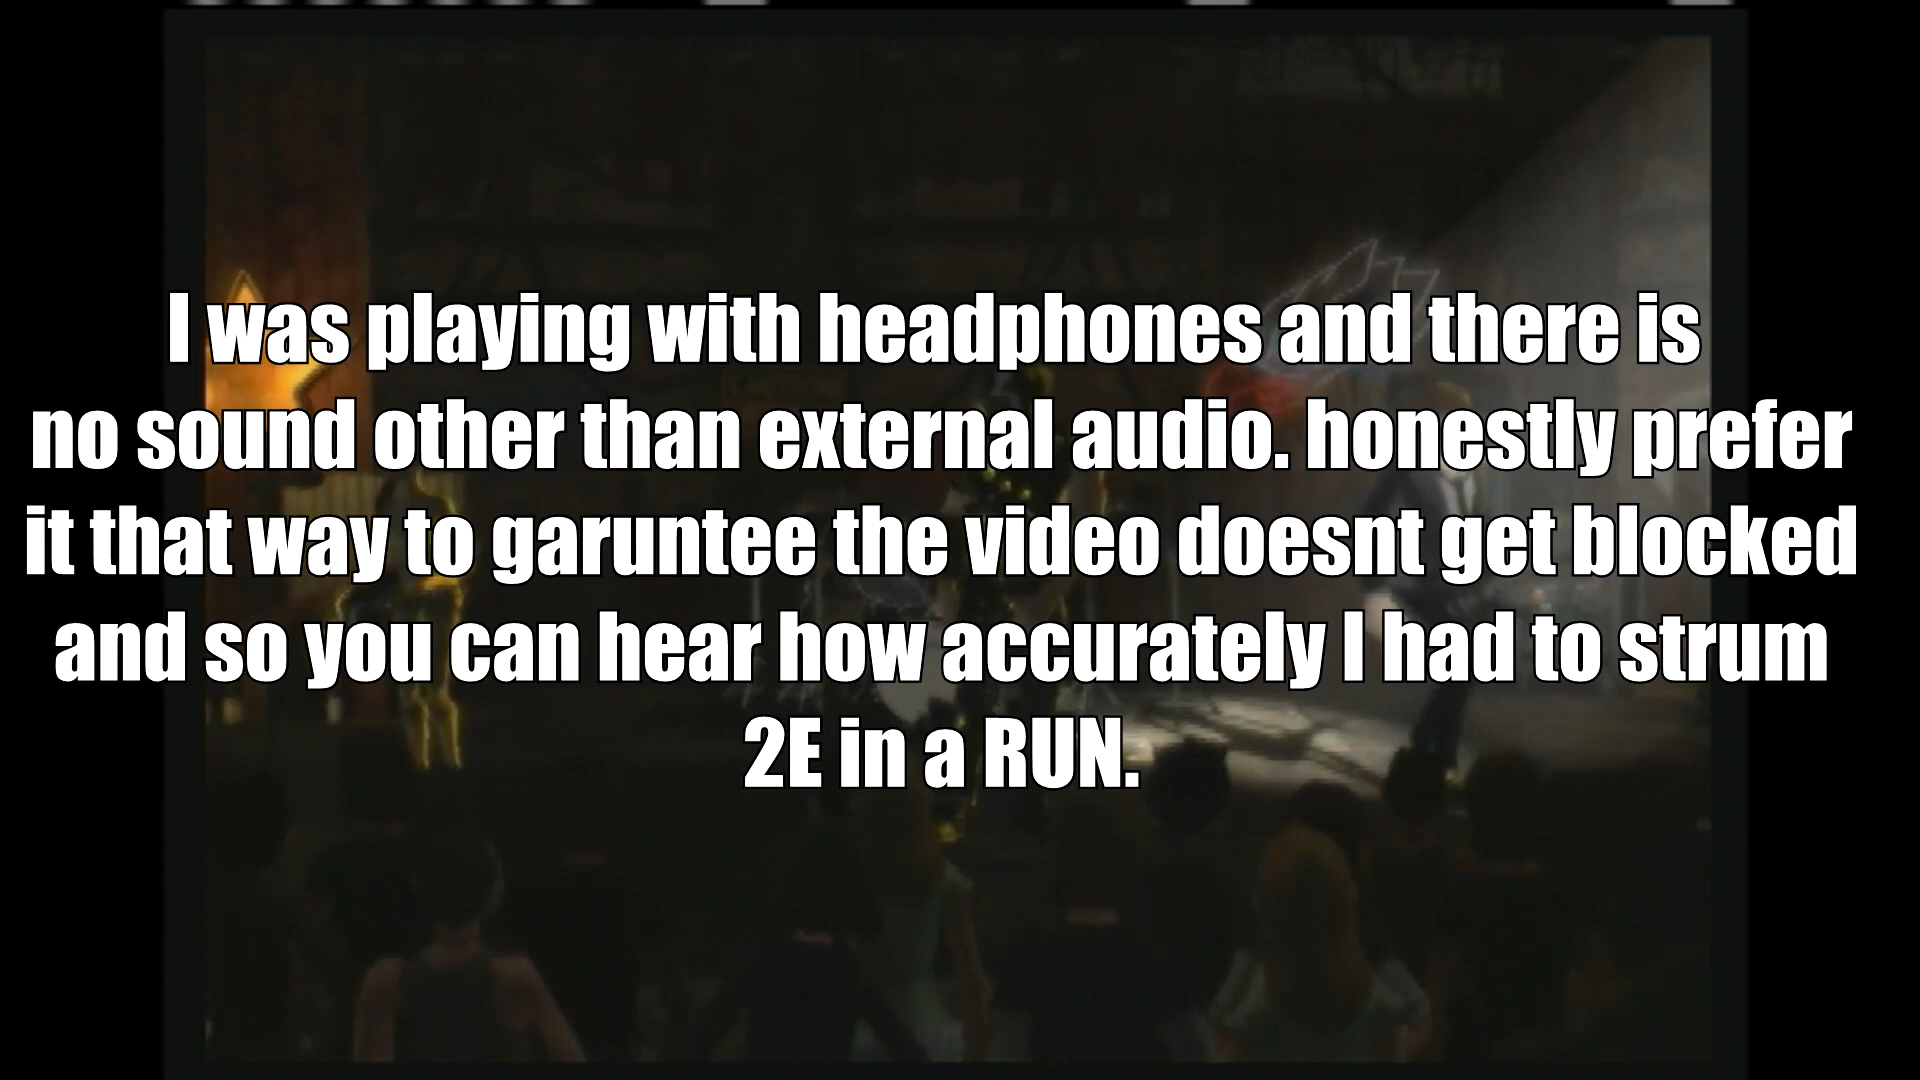 I was playing with headphones and there is
no sound other than external audio. honestly prefer
it that way to garuntee the video doesnt get blocked
and so you can hear how accurately I had to strum
2E in a RUN.